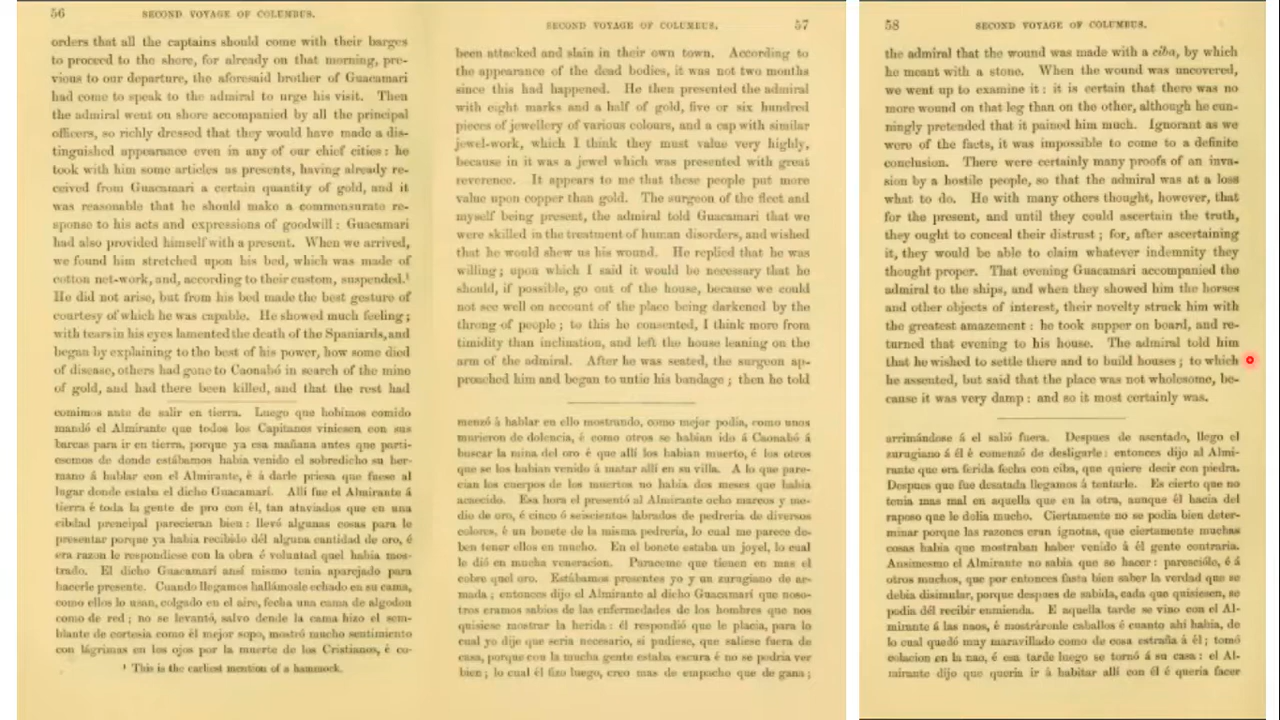 56 SECOND VOYAGE OF COLUMBUS.
orders that all the captains should come with their barges
to proceed to the shore, for already on that morning, pre-
vious to our departure, the aforesaid brother of Guacamari
had come to speak to the admiral to urge his visit. Then
the admiral went on shore accompanied by all the principal
officers, so richly dressed that they would have made a dis-
tinguished appearance even in any of our chief cities: he
took with him some articles as presents, having already re-
ceived from Guacamari a certain quantity of gold, and it
was reasonable that he should make a commensurate re-
sponse to his acts and expressions of goodwill: Guacamari
had also provided himself with a present. When we arrived,
we found him stretched upon his bed, which was made of
cotton net-work, and, according to their custom, suspended.¹
He did not arise, but from his bed made the best gesture of
courtesy of which he was capable. He showed much feeling;
with tears in his eyes lamented the death of the Spaniards, and
began by explaining to the best of his power, how some died
of disease, others had gone to Caonabó in search of the mine
of gold, and had there been killed, and that the rest had
comimos ante de salir en tierra. Luego que hobimos comido
mandó el Almirante que todos los Capitanes viniesen con sus
barcas para ir en tierra, porque ya esa mañana antes que parti-
esemos de donde estábamos habia venido el sobredicho su her-
mano á hablar con el Almirante, é á darle priesa que fuese al
lugar donde estaba el dicho Guacamarí. Allí fue el Almirante á
tierra é toda la gente de pro con él, tan ataviados que en una
cibdad prencipal parecieran bien: llevó algunas cosas para le
presentar porque ya habia recibido dél alguna cantidad de oro, é
era razon le respondiese con la obra é voluntad quel habia mos-
trado. El dicho Guacamarí ansí mismo tenia aparejado para
hacerle presente. Cuando llegamos hallámosle echado en su cama,
como ellos lo usan, colgado en el aire, fecha una cama de algodon
como de red; no se levantó, salvo dende la cama hizo el sem-
blante de cortesia como él mejor sopo, mostró mucho sentimiento
con lágrimas en los ojos por la muerte de los Cristianos, é co-
¹ This is the earliest mention of a hammock.
SECOND VOYAGE OF COLUMBUS. 57
been attacked and slain in their own town. According to
the appearance of the dead bodies, it was not two months
since this had happened. He then presented the admiral
with eight marks and a half of gold, five or six hundred
pieces of jewellery of various colours, and a cap with similar
jewel-work, which I think they must value very highly,
because in it was a jewel which was presented with great
reverence. It appears to me that these people put more
value upon copper than gold. The surgeon of the fleet and
myself being present, the admiral told Guacamari that we
were skilled in the treatment of human disorders, and wished
that he would shew us his wound. He replied that he was
willing; upon which I said it would be necessary that he
should, if possible, go out of the house, because we could
not see well on account of the place being darkened by the
throng of people; to this he consented, I think more from
timidity than inclination, and left the house leaning on the
arm of the admiral. After he was seated, the surgeon ap-
proached him and began to untie his bandage; then he told
menzó á hablar en ello mostrando, como mejor podia, como unos
murieron de dolencia, é como otros se habian ido á Caonabó á
buscar la mina del oro é que allí los habian muerto, é los otros
que se los habian venido á matar allí en su villa. A lo que pare-
cian los cuerpos de los muertos no habia dos meses que habia
acaecido. Esa hora el presentó al Almirante ocho marcos y me-
dio de oro, é cinco ó seiscientos labrados de pedreria de diversos
colores, é un bonete de la misma pedrería, lo cual me parece de-
ben tener ellos en mucho. En el bonete estaba un joyel, lo cual
le dió en mucha veneracion. Paraceme que tienen en mas el
cobre quel oro. Estábamos presentes yo y un zurugiano de ar-
mada; entonces dijo el Almirante al dicho Guacamarí que noso-
tros eramos sabios de las enfermedades de los hombres que nos
quisiese mostrar la herida: él respondió que le placia, para lo
cual yo dije que seria necesario, si pudiese, que saliese fuera de
casa, porque con la mucha gente estaba escura é no se podria ver
bien; lo cual él fizo luego, creo mas de empacho que de gana;
58 SECOND VOYAGE OF COLUMBUS.
the admiral that the wound was made with a ciba, by which
he meant with a stone. When the wound was uncovered,
we went up to examine it: it is certain that there was no
more wound on that leg than on the other, although he cun-
ningly pretended that it pained him much. Ignorant as we
were of the facts, it was impossible to come to a definite
conclusion. There were certainly many proofs of an inva-
sion by a hostile people, so that the admiral was at a loss
what to do. He with many others thought, however, that
for the present, and until they could ascertain the truth,
they ought to conceal their distrust; for, after ascertaining
it, they would be able to claim whatever indemnity they
thought proper. That evening Guacamari accompanied the
admiral to the ships, and when they showed him the horses
and other objects of interest, their novelty struck him with
the greatest amazement: he took supper on board, and re-
turned that evening to his house. The admiral told him
that he wished to settle there and to build houses; to which
he assented, but said that the place was not wholesome, be-
cause it was very damp: and so it most certainly was.
arrimándose á el salió fuera. Despues de asentado, llego el
zurugiano á él é comenzó de desligarle: entonces dijo al Almi-
rante que era ferida fecha con ciba, que quiere decir con piedra.
Despues que fue desatada llegamos á tentarle. Es cierto que no
tenia mas mal en aquella que en la otra, aunque él hacia del
raposo que le dolia mucho. Ciertamente no se podia bien deter-
minar porque las razones eran ignotas, que ciertamente muchas
cosas habia que mostraban haber venido á él gente contraria.
Ansimesmo el Almirante no sabia que se hacer: paresciólo, é á
otros muchos, que por entonces fasta bien saber la verdad que se
debia disimular, porque despues de sabida, cada que quisiesen, se
podia dél recibir enmienda. E aquella tarde se vino con el Al-
mirante á las naos, é mostráronle caballos é cuanto ahí habia, de
lo cual quedó muy maravillado como de cosa estraña á él; tomó
colacion en la nao, é esa tarde luego se tornó á su casa: el Al-
mirante dijo que queria ir á habitar allí con él é queria facer